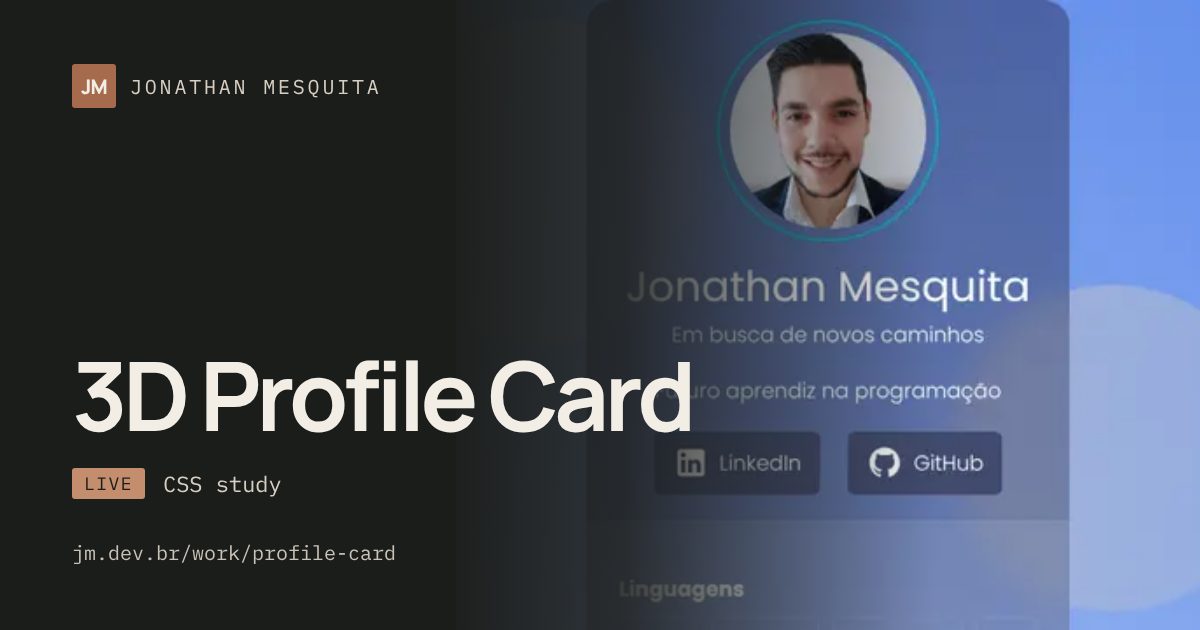 JM JONATHAN MESQUITA
Jonathan Mesquita
Em busca de novos caminhos
aprendiz na programação
3D Profile Card
LinkedIn
GitHub
LIVE CSS study
jm.dev.br/work/profile-card
Linguagens